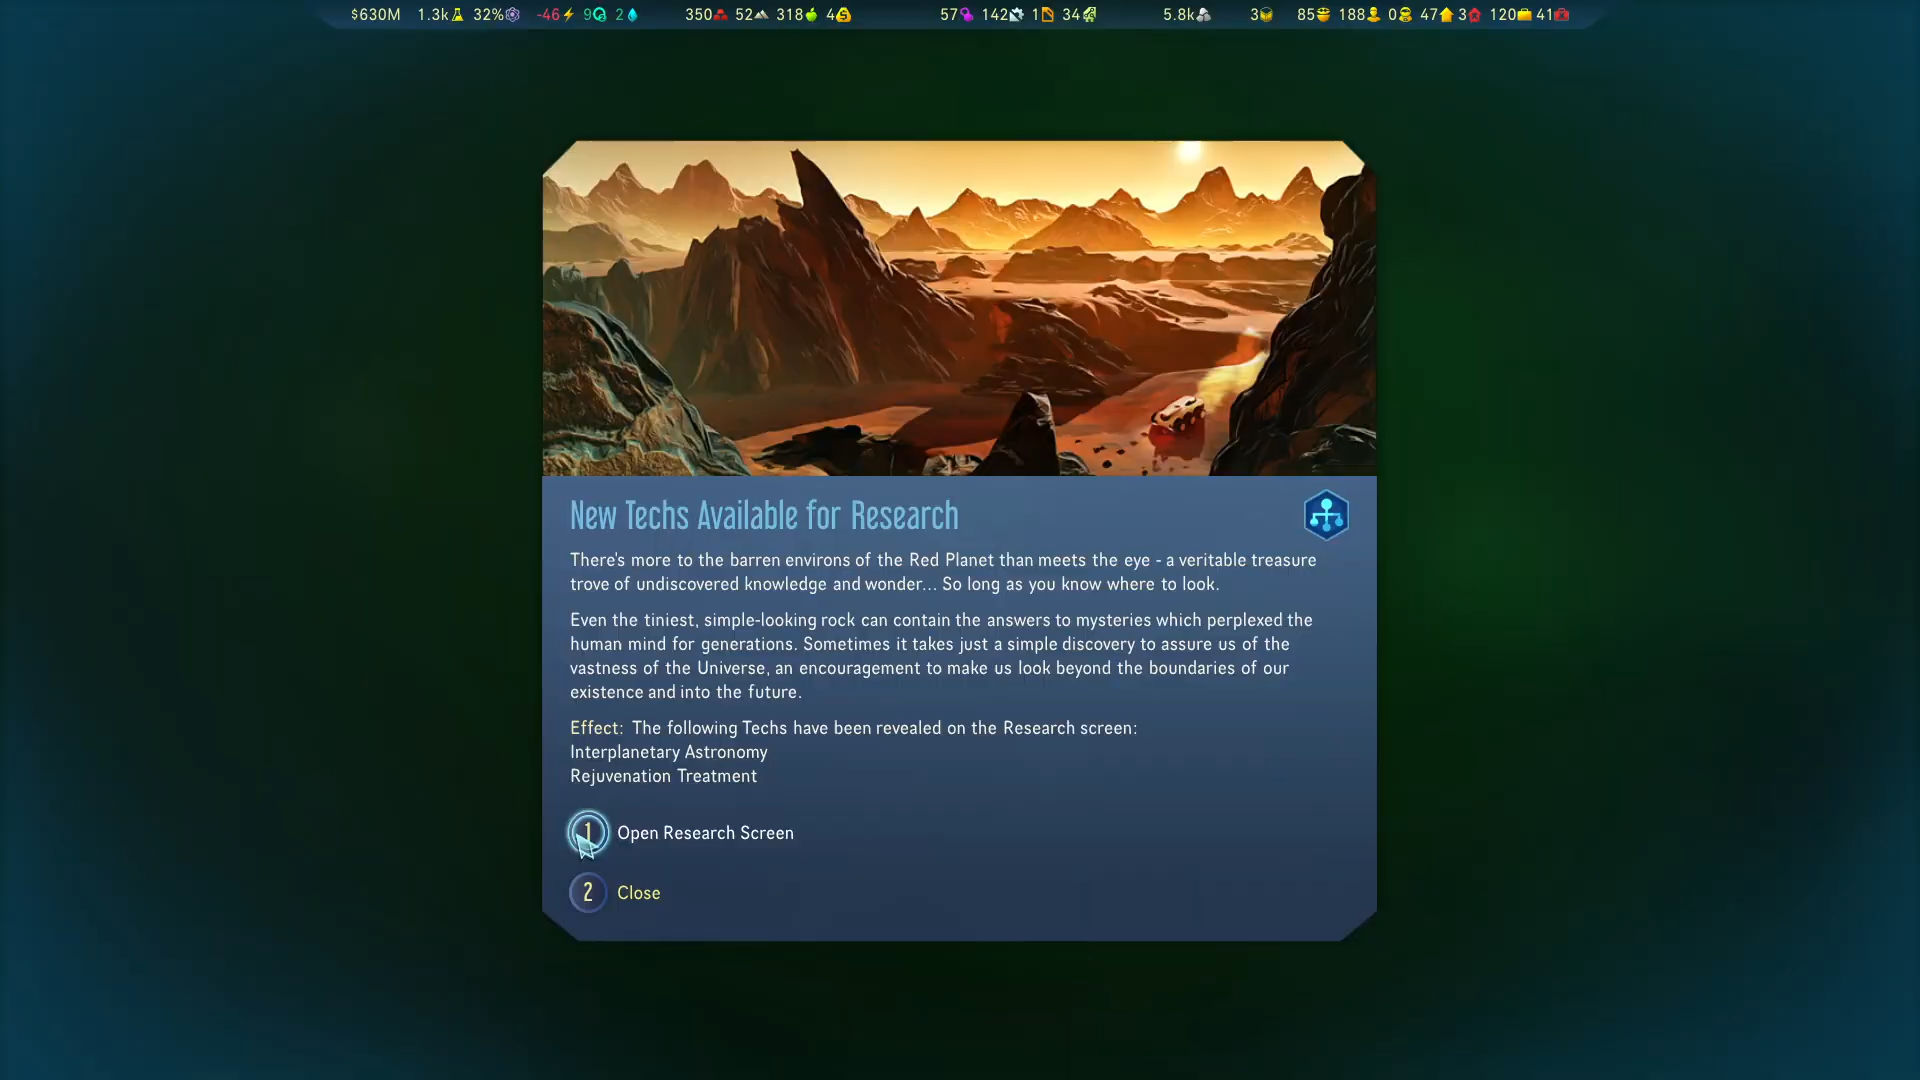 $630M 1.3k 32% -46 9 2 350 52 318 4 57 142 1 34 5.8k 3 85 188 0 47 3 120 41
New Techs Available for Research
There's more to the barren environs of the Red Planet than meets the eye - a veritable treasure
trove of undiscovered knowledge and wonder... So long as you know where to look.
Even the tiniest, simple-looking rock can contain the answers to mysteries which perplexed the
human mind for generations. Sometimes it takes just a simple discovery to assure us of the
vastness of the Universe, an encouragement to make us look beyond the boundaries of our
existence and into the future.
Effect: The following Techs have been revealed on the Research screen:
Interplanetary Astronomy
Rejuvenation Treatment
1 Open Research Screen
2 Close